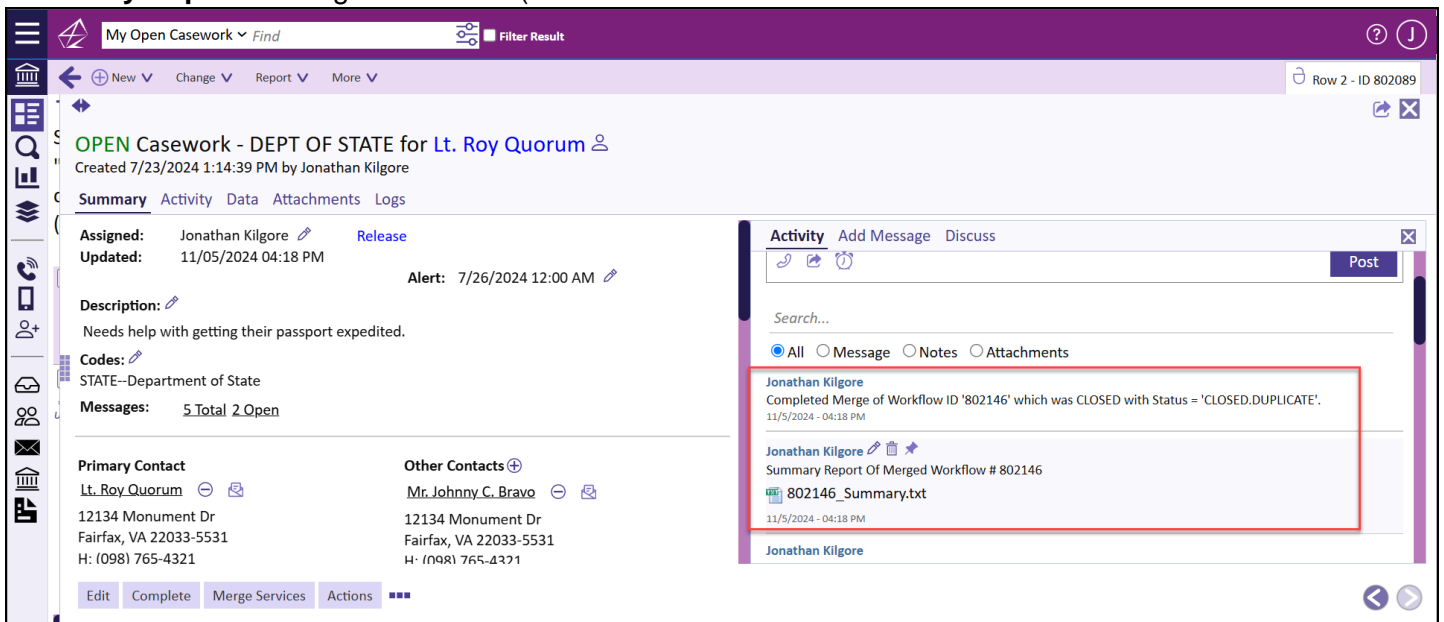 My Open Casework Find Filter Result ? J
New Change Report More Row 2 - ID 802089
OPEN Casework - DEPT OF STATE for Lt. Roy Quorum
Created 7/23/2024 1:14:39 PM by Jonathan Kilgore
Summary Activity Data Attachments Logs
Assigned: Jonathan Kilgore Release
Updated: 11/05/2024 04:18 PM
Alert: 7/26/2024 12:00 AM
Description:
Needs help with getting their passport expedited.
Codes:
STATE--Department of State
Messages: 5 Total 2 Open
Primary Contact
Lt. Roy Quorum
12134 Monument Dr
Fairfax, VA 22033-5531
H: (098) 765-4321
Other Contacts
Mr. Johnny C. Bravo
12134 Monument Dr
Fairfax, VA 22033-5531
H: (098) 765-4321
Activity Add Message Discuss
Post
Search...
All Message Notes Attachments
Jonathan Kilgore
Completed Merge of Workflow ID '802146' which was CLOSED with Status = 'CLOSED.DUPLICATE'.
11/5/2024 - 04:18 PM
Jonathan Kilgore
Summary Report Of Merged Workflow # 802146
TXT 802146_Summary.txt
11/5/2024 - 04:18 PM
Jonathan Kilgore
Edit Complete Merge Services Actions